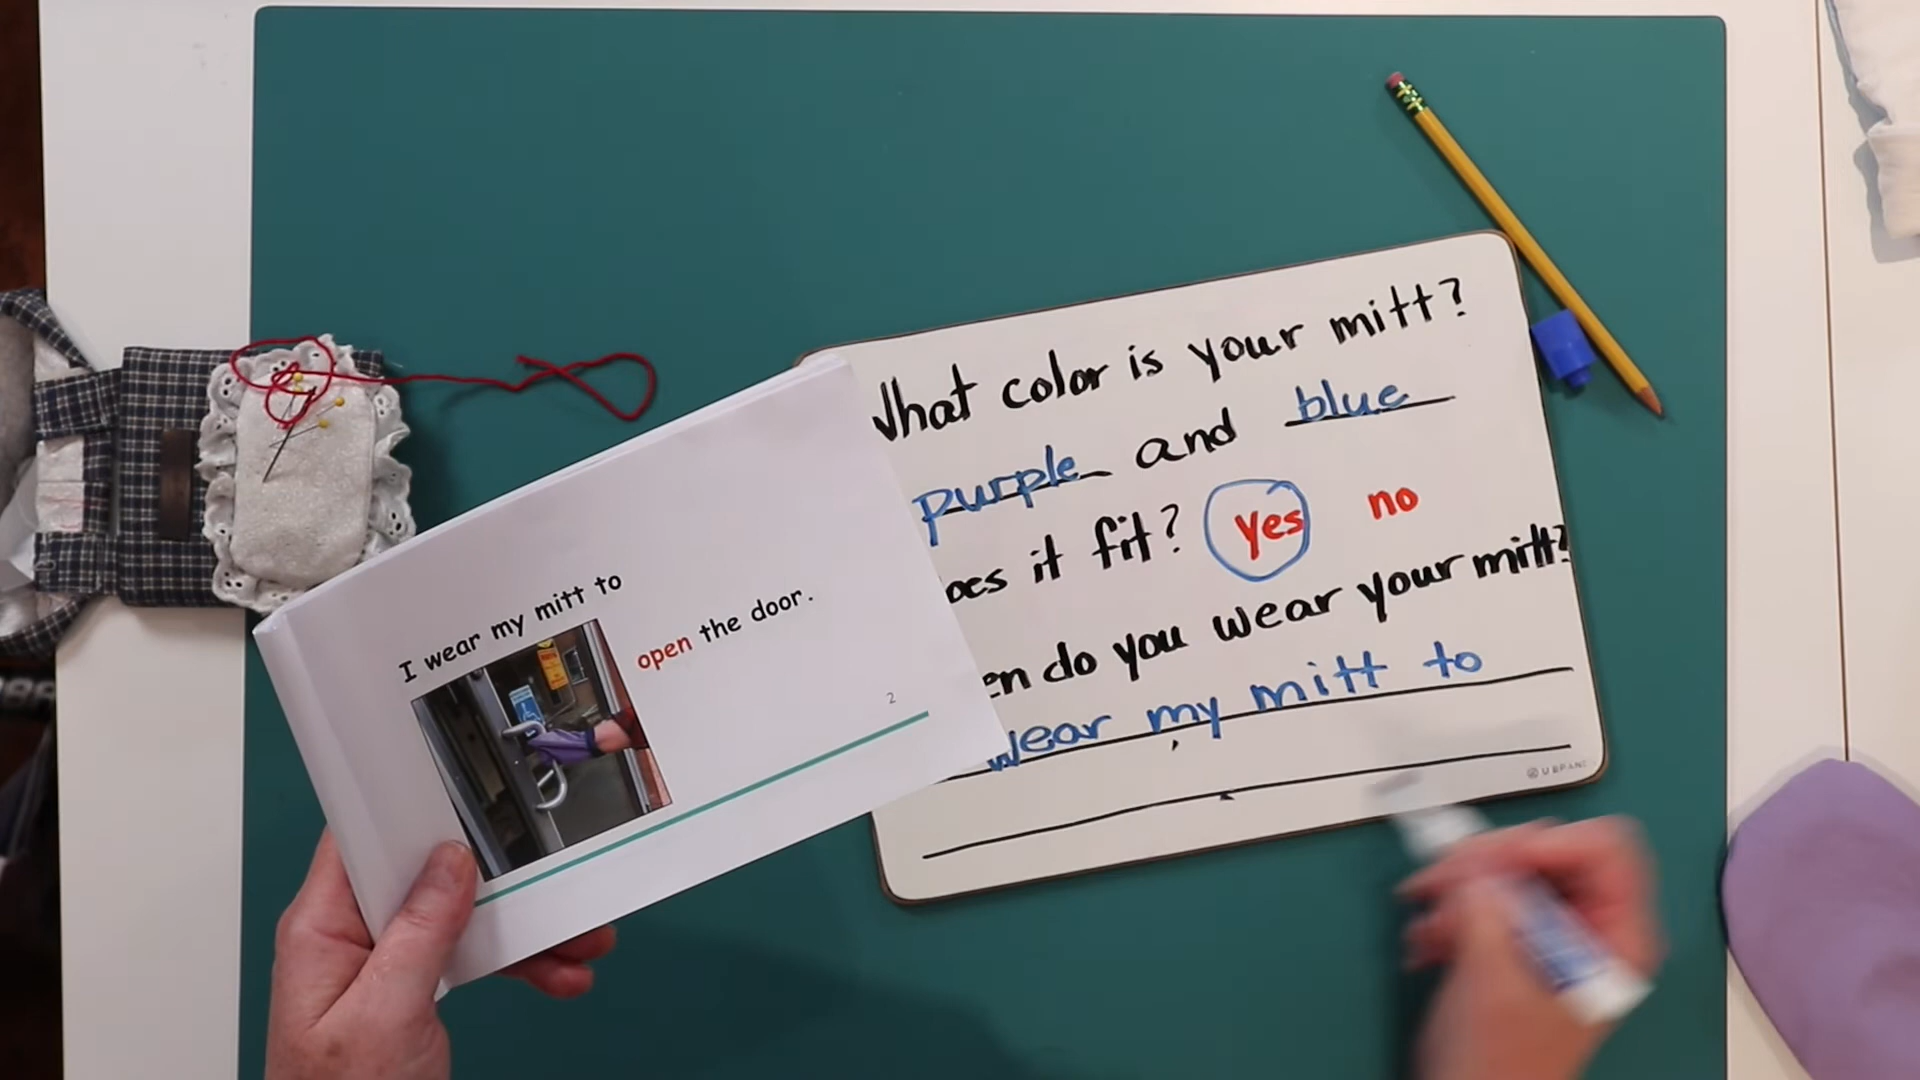 I wear my mitt to
open the door.
2
What color is your mitt?
purple and blue
oes it fit? yes no
en do you wear your mitt?
wear my mitt to